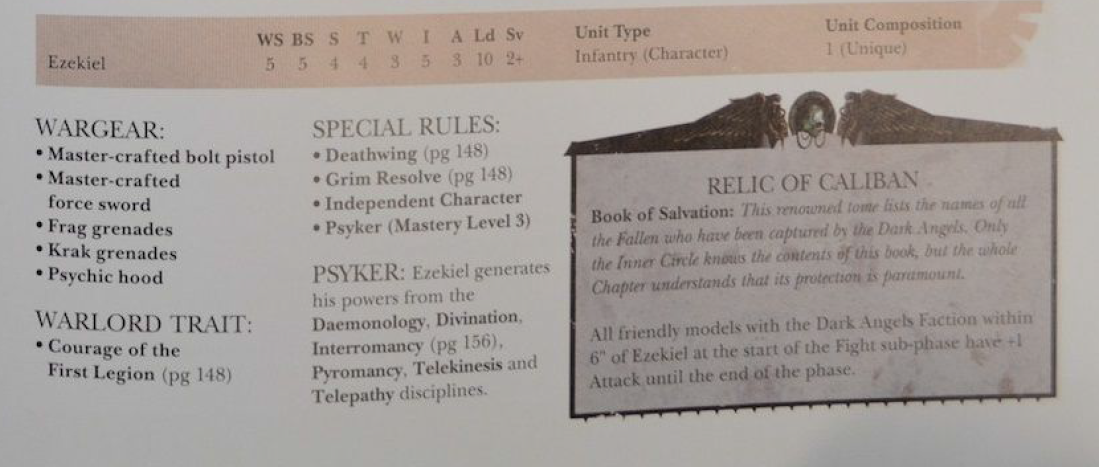 WS BS S T W I A Ld Sv Unit Type Unit Composition
Ezekiel 5 5 4 4 3 5 3 10 2+ Infantry (Character) 1 (Unique)
WARGEAR:
• Master-crafted bolt pistol
• Master-crafted
force sword
• Frag grenades
• Krak grenades
• Psychic hood
WARLORD TRAIT:
• Courage of the
First Legion (pg 148)
SPECIAL RULES:
• Deathwing (pg 148)
• Grim Resolve (pg 148)
• Independent Character
• Psyker (Mastery Level 3)
PSYKER: Ezekiel generates
his powers from the
Daemonology, Divination,
Interromancy (pg 156),
Pyromancy, Telekinesis and
Telepathy disciplines.
RELIC OF CALIBAN
Book of Salvation: This renowned tome lists the names of all
the Fallen who have been captured by the Dark Angels. Only
the Inner Circle knows the contents of this book, but the whole
Chapter understands that its protection is paramount.
All friendly models with the Dark Angels Faction within
6" of Ezekiel at the start of the Fight sub-phase have +1
Attack until the end of the phase.